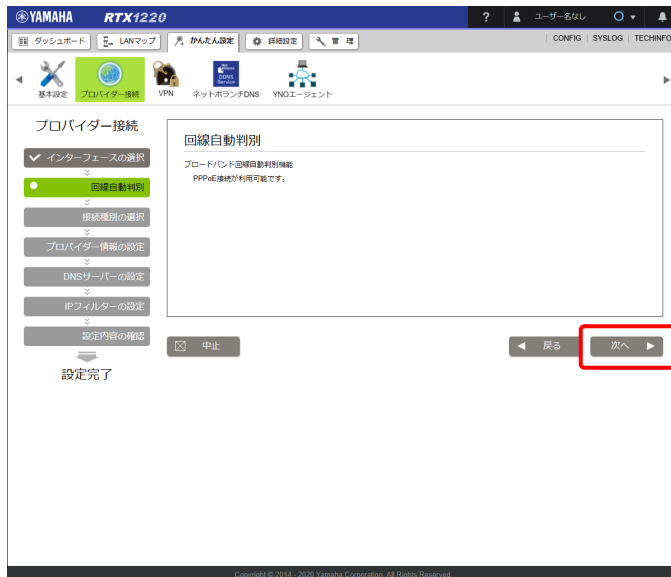 YAMAHA RTX1220 ? ユーザー名なし
ダッシュボード LANマップ かんたん設定 詳細設定 管理 CONFIG SYSLOG TECHINFO
基本設定 プロバイダー接続 VPN ネットボランチDNS YNOエージェント
DDNS
Service
プロバイダー接続
インターフェースの選択
回線自動判別
接続種別の選択
プロバイダー情報の設定
DNSサーバーの設定
IPフィルターの設定
設定内容の確認
設定完了
回線自動判別
ブロードバンド回線自動判別機能
PPPoE接続が利用可能です。
中止 戻る 次へ
Copyright © 2014 - 2020 Yamaha Corporation. All Rights Reserved.